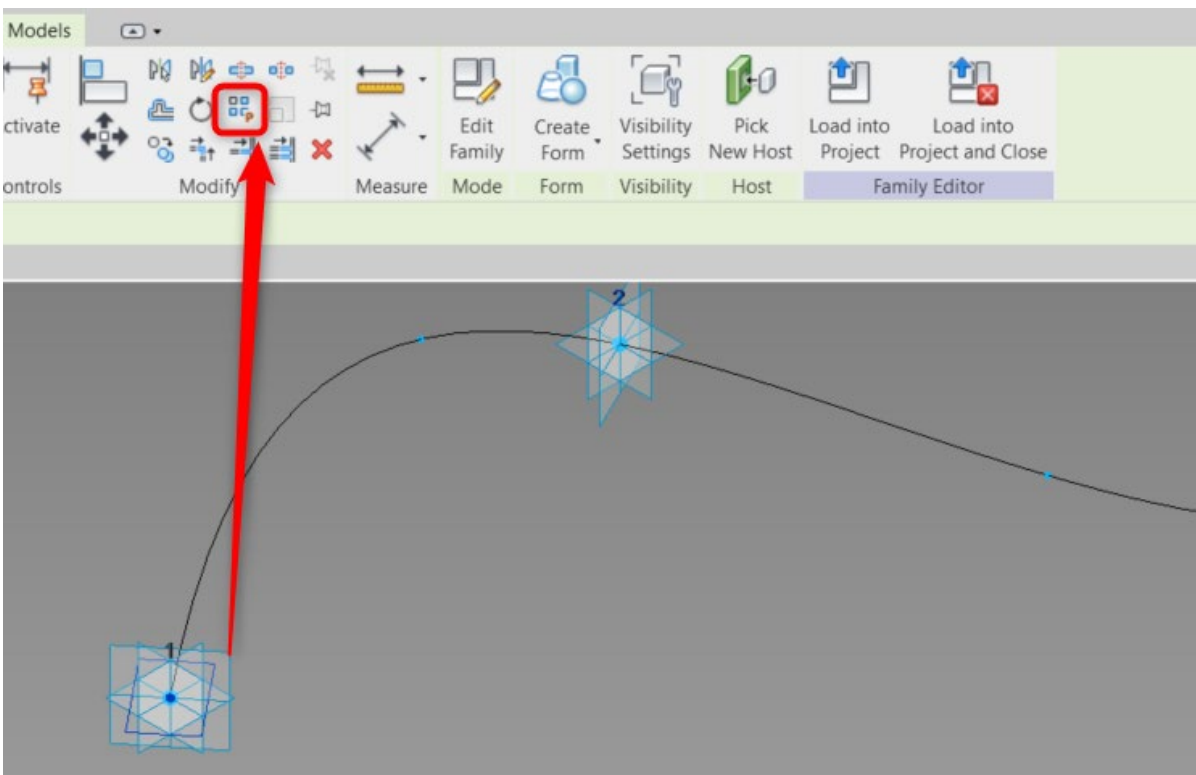 Models
ctivate
Edit
Family
Create
Form
Visibility
Settings
Pick
New Host
Load into
Project
Load into
Project and Close
ontrols
Modify
Measure
Mode
Form
Visibility
Host
Family Editor
2
1